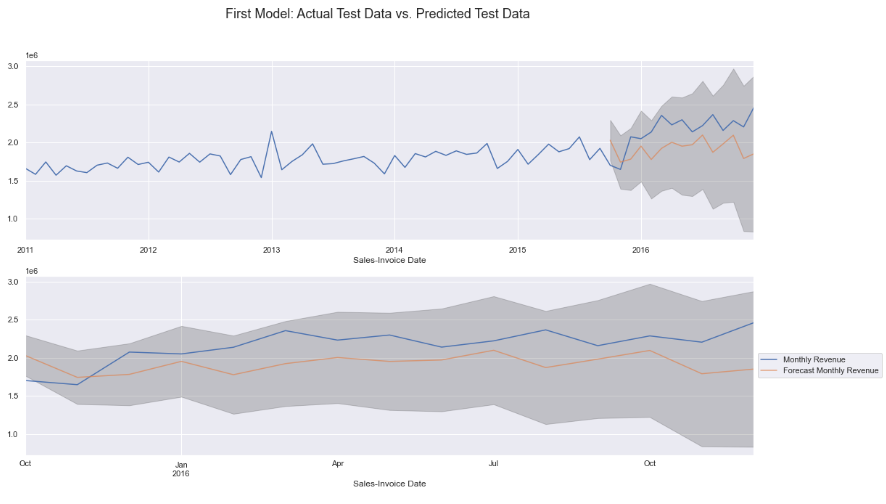 First Model: Actual Test Data vs. Predicted Test Data
1e6
3.0
2.5
2.0
1.5
1.0
2011 2012 2013 2014 2015 2016
Sales-Invoice Date
1e6
3.0
2.5
2.0
1.5
1.0
Monthly Revenue
Forecast Monthly Revenue
Oct Jan Apr Jul Oct
2016
Sales-Invoice Date